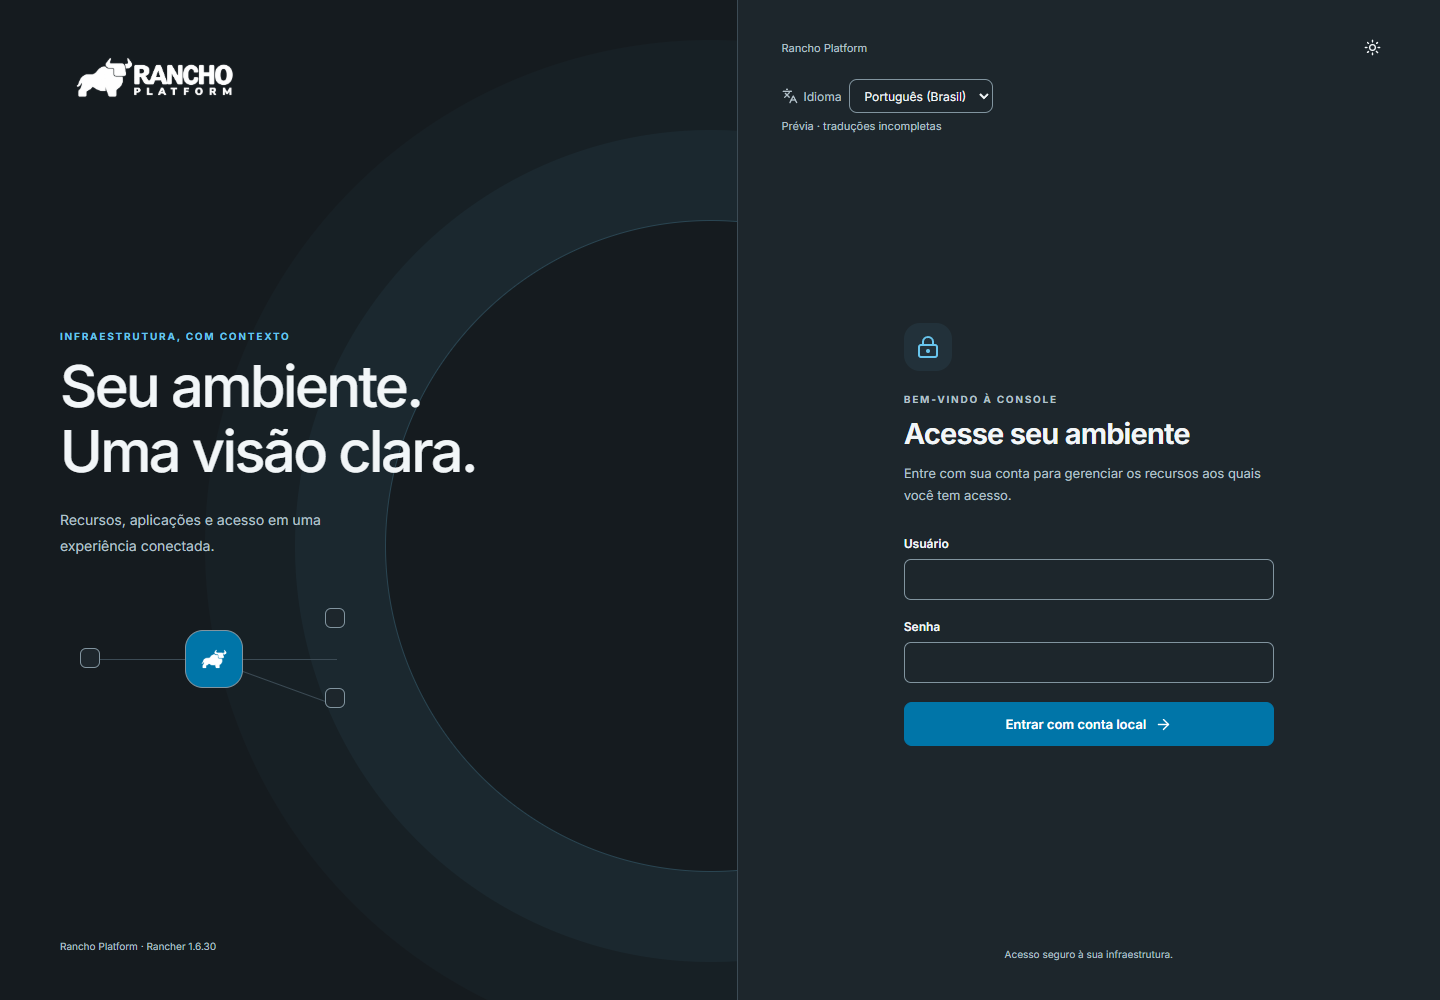 RANCHO
PLATFORM
INFRAESTRUTURA, COM CONTEXTO
Seu ambiente.
Uma visão clara.
Recursos, aplicações e acesso em uma
experiência conectada.
Rancho Platform · Rancher 1.6.30
Rancho Platform
Idioma
Português (Brasil)
Prévia · traduções incompletas
BEM-VINDO À CONSOLE
Acesse seu ambiente
Entre com sua conta para gerenciar os recursos aos quais
você tem acesso.
Usuário
Senha
Entrar com conta local
Acesso seguro à sua infraestrutura.